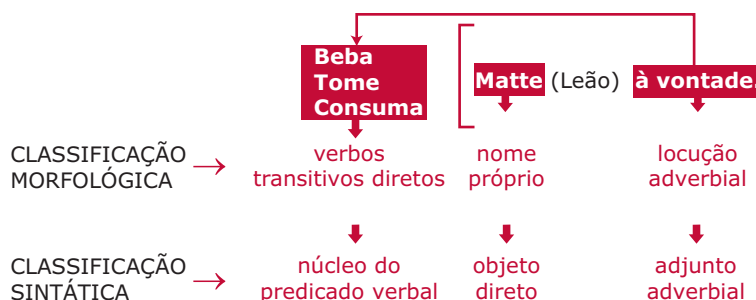 Beba
Tome
Consuma
Matte (Leão) à vontade.
CLASSIFICAÇÃO
MORFOLÓGICA
verbos
transitivos diretos
nome
próprio
locução
adverbial
CLASSIFICAÇÃO
SINTÁTICA
núcleo do
predicado verbal
objeto
direto
adjunto
adverbial